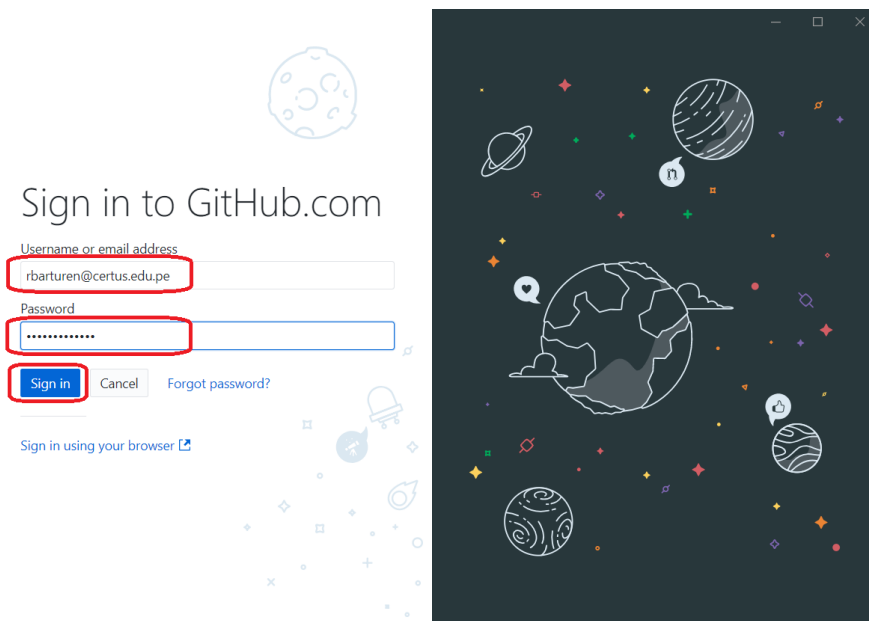 Sign in to GitHub.com
Username or email address
rbarturen@certus.edu.pe
Password
•••••••••••••
Sign in Cancel Forgot password?
Sign in using your browser